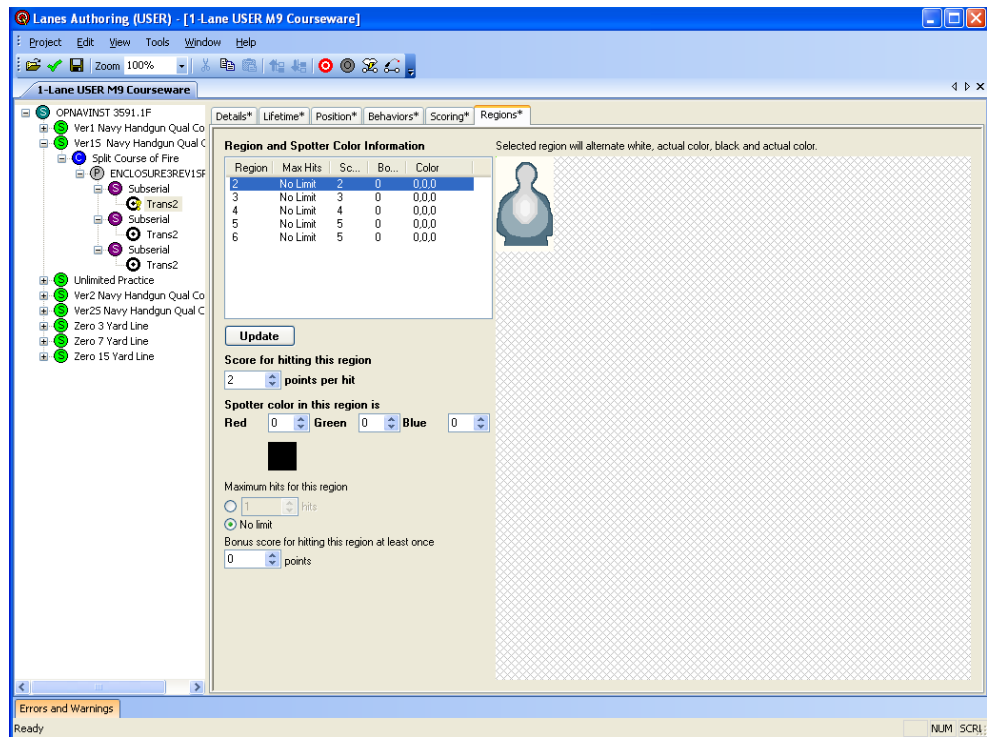 Lanes Authoring (USER) - [1-Lane USER M9 Courseware]
Project Edit View Tools Window Help
Zoom 100%
1-Lane USER M9 Courseware
OPNAVINST 3591.1F
Ver1 Navy Handgun Qual Co
Ver1S Navy Handgun Qual C
Split Course of Fire
ENCLOSURE3REV1SF
Subserial
Trans2
Subserial
Trans2
Subserial
Trans2
Unlimited Practice
Ver2 Navy Handgun Qual Co
Ver2S Navy Handgun Qual C
Zero 3 Yard Line
Zero 7 Yard Line
Zero 15 Yard Line
Details* Lifetime* Position* Behaviors* Scoring* Regions*
Region and Spotter Color Information
Region Max Hits Sc... Bo... Color
2 No Limit 2 0 0,0,0
3 No Limit 3 0 0,0,0
4 No Limit 4 0 0,0,0
5 No Limit 5 0 0,0,0
6 No Limit 5 0 0,0,0
Update
Score for hitting this region
2 points per hit
Spotter color in this region is
Red 0 Green 0 Blue 0
Maximum hits for this region
1 hits
No limit
Bonus score for hitting this region at least once
0 points
Selected region will alternate white, actual color, black and actual color.
Errors and Warnings
Ready NUM SCRL